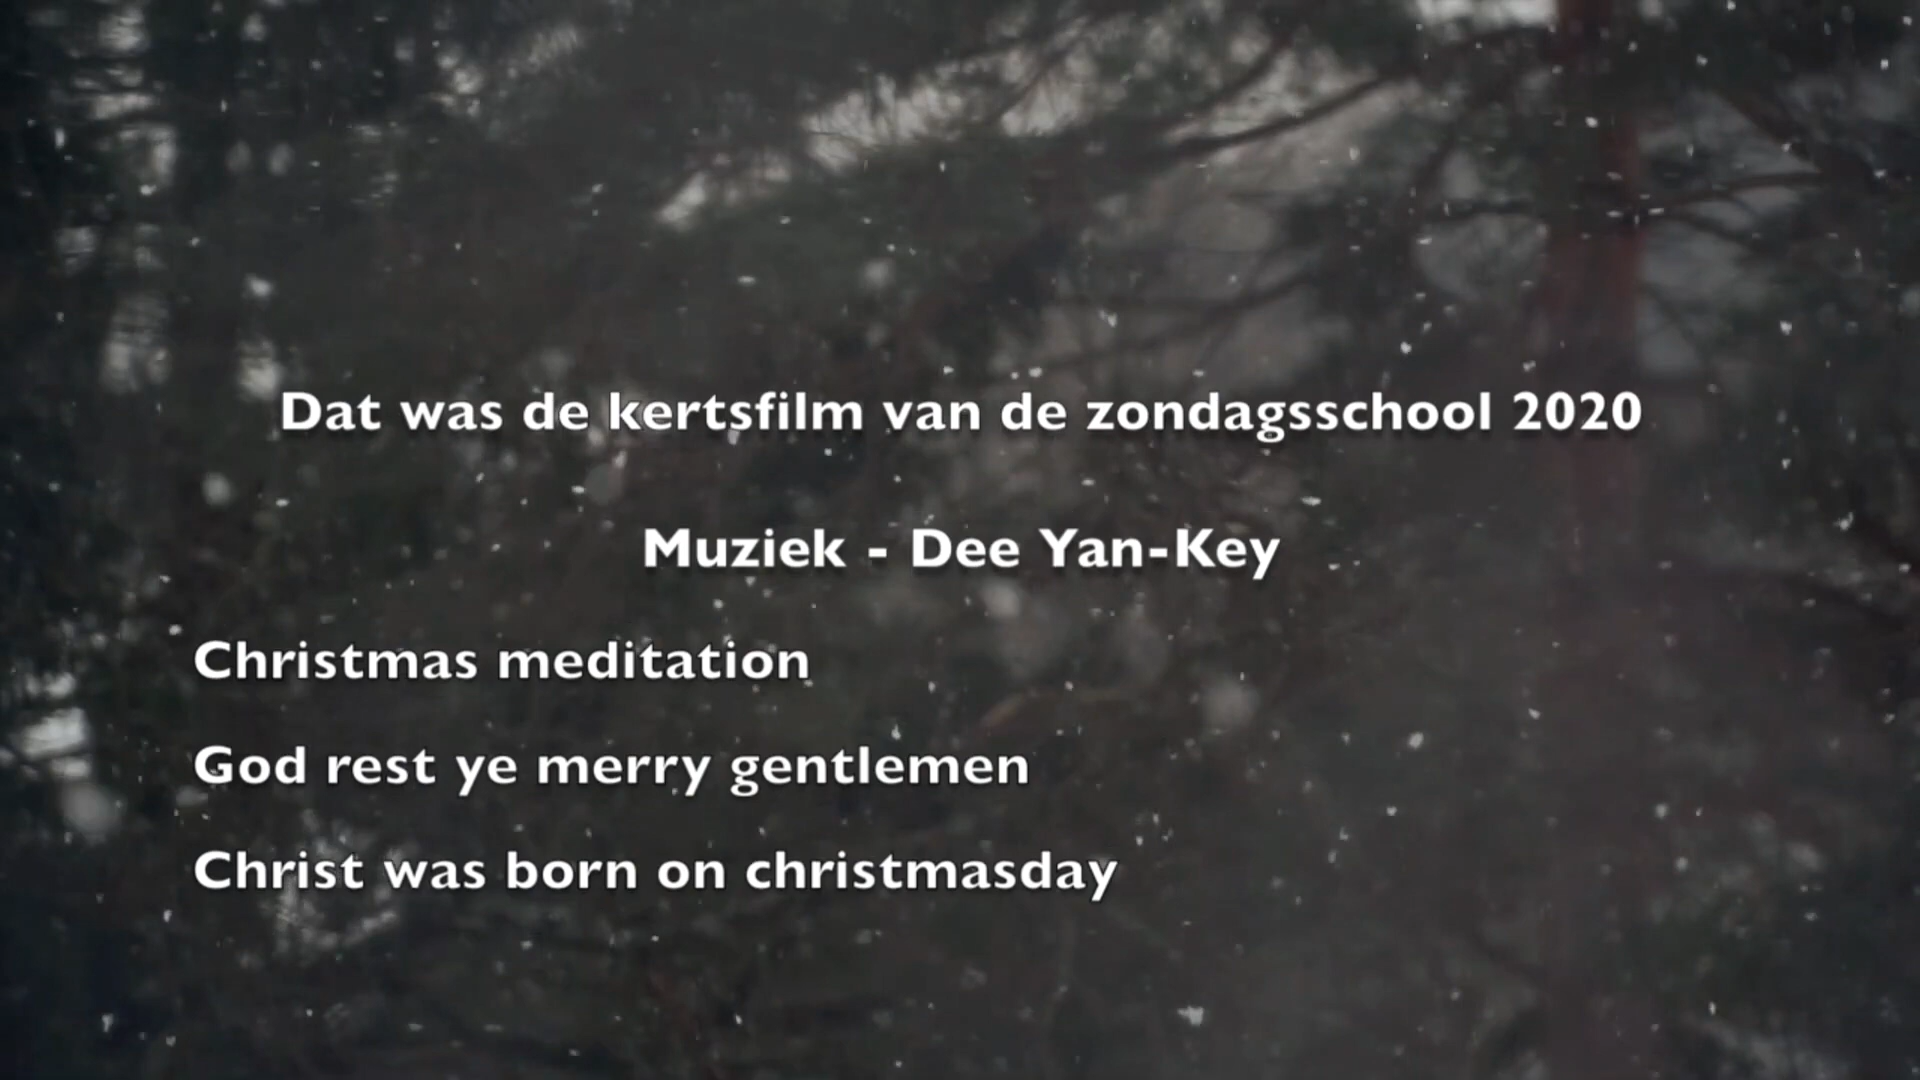 Dat was de kertsfilm van de zondagsschool 2020
Muziek - Dee Yan-Key
Christmas meditation
God rest ye merry gentlemen
Christ was born on christmasday